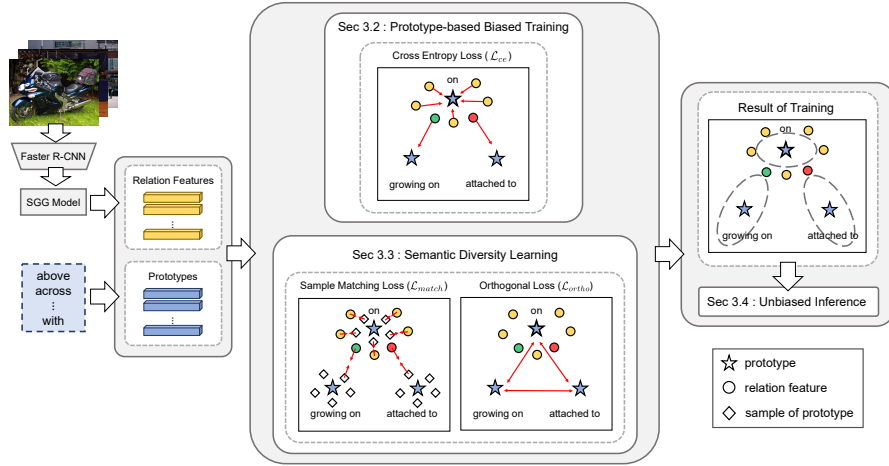 Faster R-CNN
SGG Model
above
across
⋮
with
Relation Features
⋮
Prototypes
⋮
Sec 3.2 : Prototype-based Biased Training
Cross Entropy Loss (ℒce)
on
growing on
attached to
Sec 3.3 : Semantic Diversity Learning
Sample Matching Loss (ℒmatch)
on
growing on
attached to
Orthogonal Loss (ℒortho)
on
growing on
attached to
Result of Training
on
growing on
attached to
Sec 3.4 : Unbiased Inference
prototype
relation feature
sample of prototype